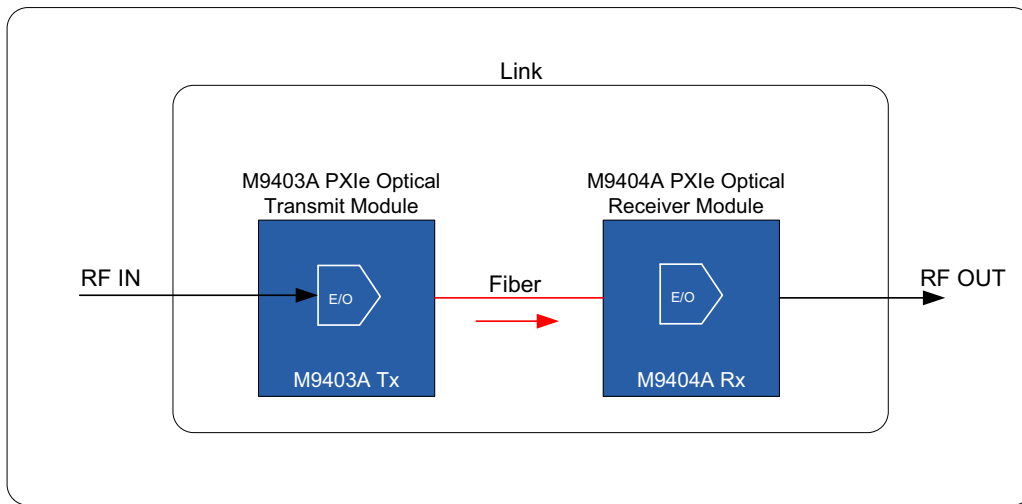 Link
M9403A PXIe Optical
Transmit Module
M9404A PXIe Optical
Receiver Module
RF IN
E/O
Fiber
E/O
RF OUT
M9403A Tx
M9404A Rx